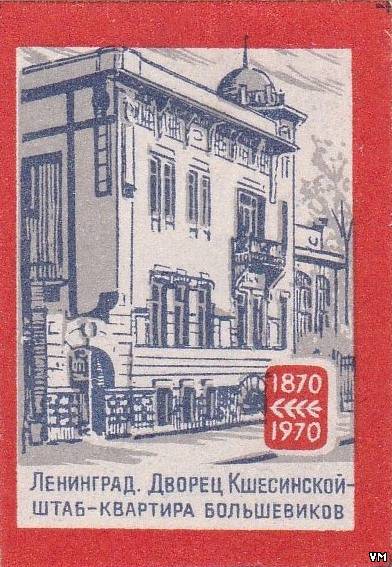 1870
1970
Ленинград. Дворец Кшесинской-
штаб-квартира большевиков
VM